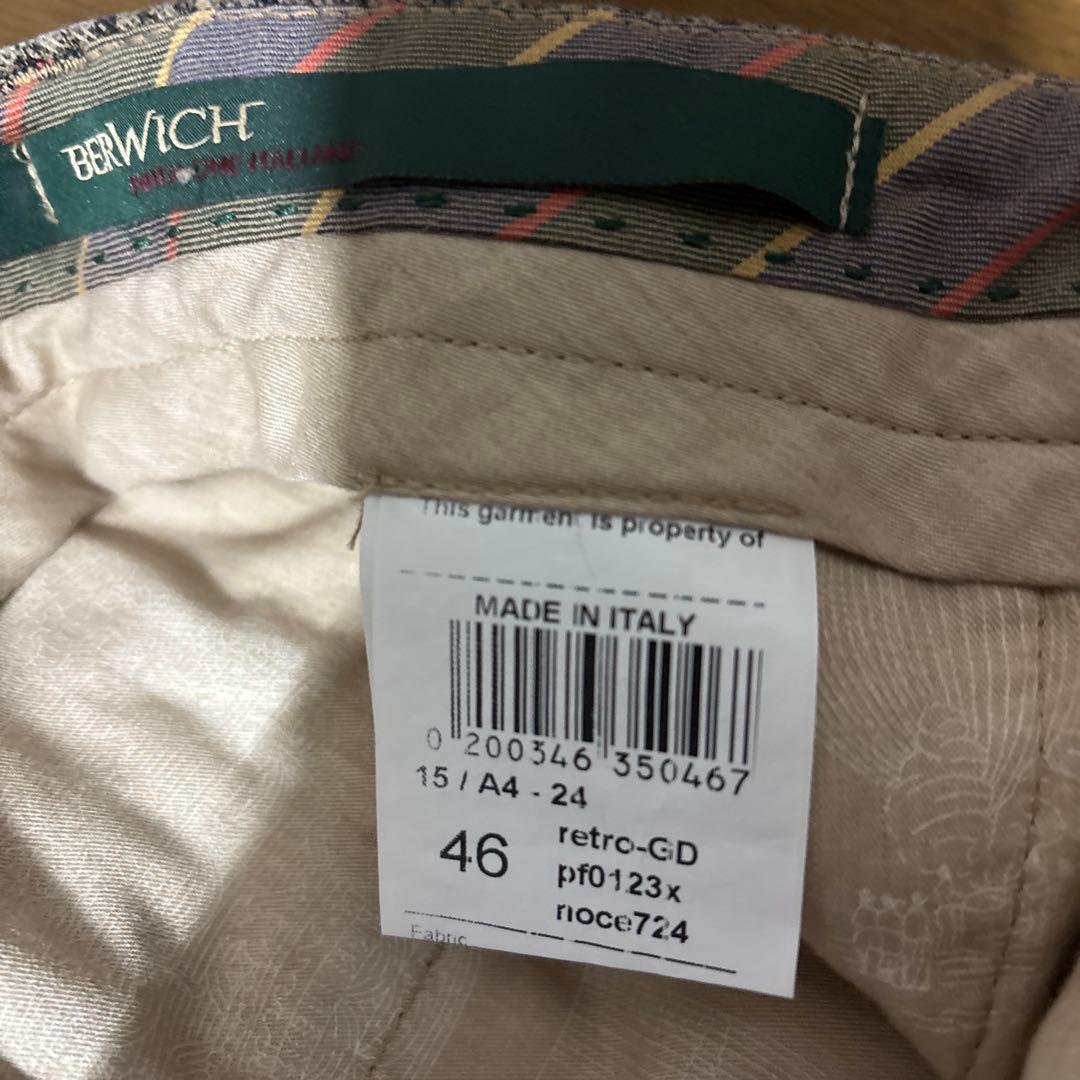 BERWICH
This garment is property of
MADE IN ITALY
0 200346 350467
15 / A4 - 24
46
retro-GD
pf0123x
noce724
Fabric